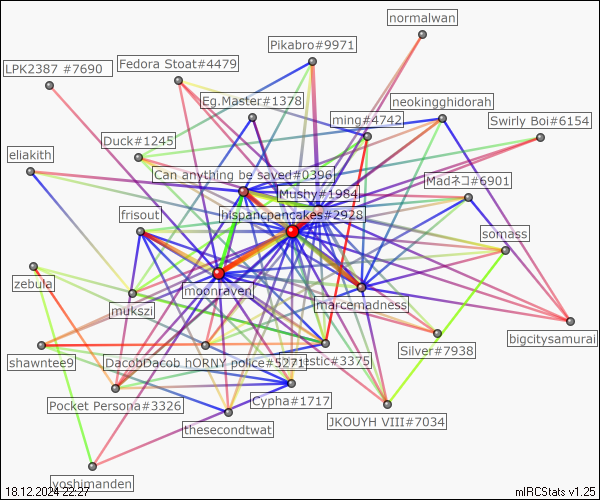 normalwan
Pikabro#9971
Fedora Stoat#4479
LPK2387 #7690
Eg.Master#1378
neokingghidorah
ming#4742
Swirly Boi#6154
Duck#1245
eliakith
Can anything be saved#0396
Madネコ#6901
Mushy#1984
frisout
hispancpancakes#2928
somass
zebula
moonraven
mukszi
marcemadness
bigcitysamurai
Silver#7938
shawntee9
DacobDacob hORNY police#5271
estic#3375
Pocket Persona#3326
Cypha#1717
JKOUYH VIII#7034
thesecondtwat
yoshimanden
18.12.2024 22:27
mIRCStats v1.25